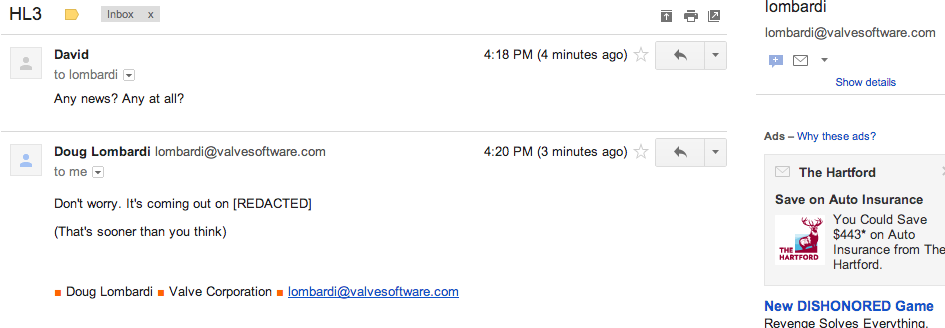 HL3
Inbox x
David
4:18 PM (4 minutes ago)
to lombardi
Any news? Any at all?
Doug Lombardi lombardi@valvesoftware.com
4:20 PM (3 minutes ago)
to me
Don't worry. It's coming out on [REDACTED]
(That's sooner than you think)
■ Doug Lombardi ■ Valve Corporation ■ lombardi@valvesoftware.com
lombardi
lombardi@valvesoftware.com
Show details
Ads – Why these ads?
The Hartford
Save on Auto Insurance
THE
HARTFORD
You Could Save
$443* on Auto
Insurance from The
Hartford.
New DISHONORED Game
Revenge Solves Everything.